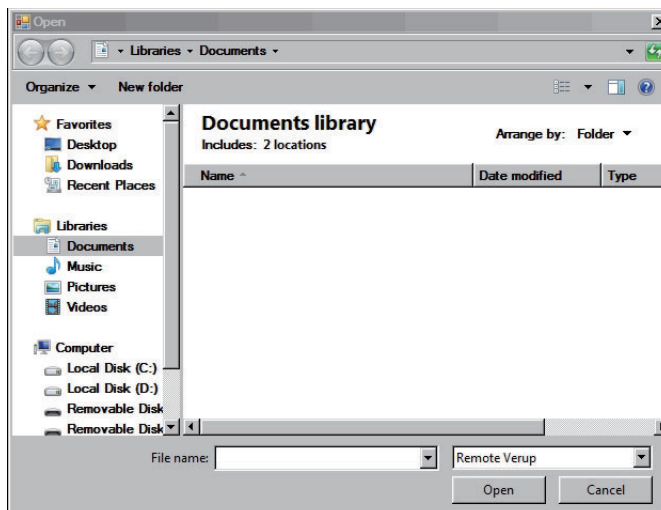 Open
Libraries Documents
Organize New folder
Favorites
Desktop
Downloads
Recent Places
Libraries
Documents
Music
Pictures
Videos
Computer
Local Disk (C:)
Local Disk (D:)
Removable Disk
Removable Disk
Documents library
Includes: 2 locations
Arrange by: Folder
Name Date modified Type
File name: Remote Verup
Open Cancel